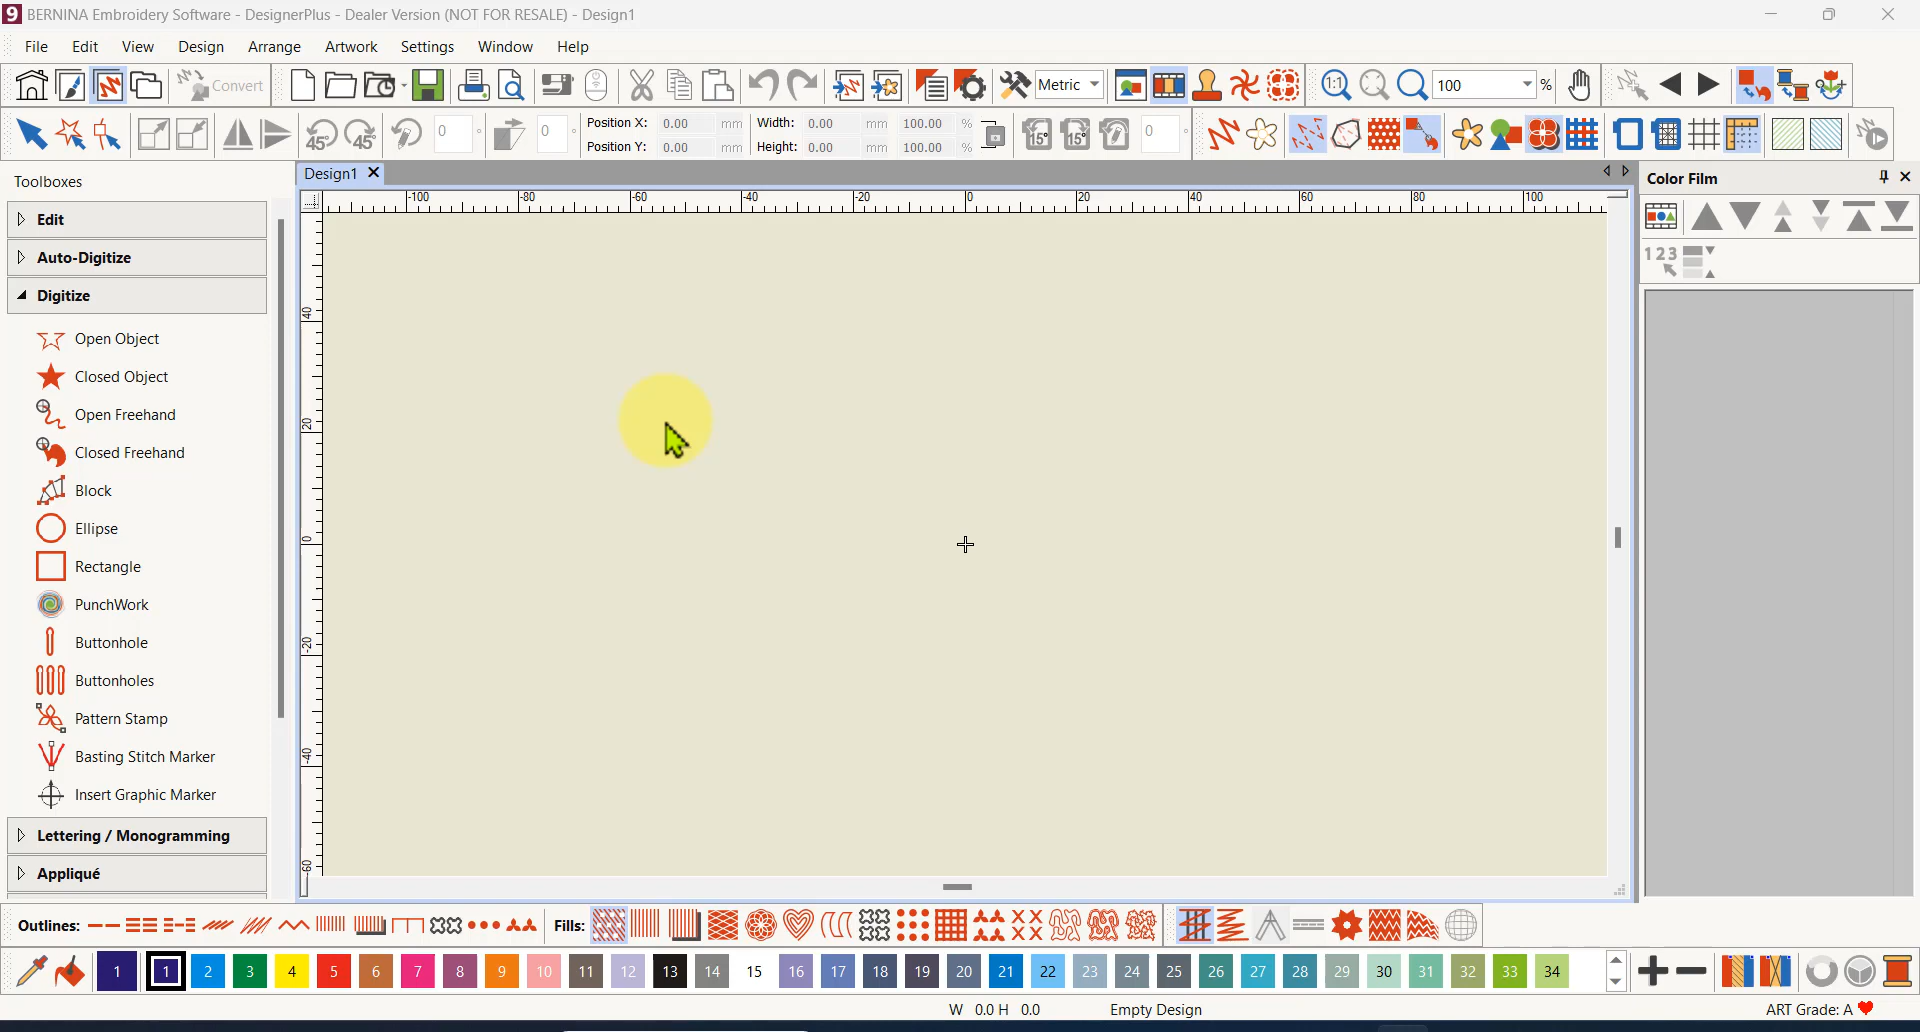 9 BERNINA Embroidery Software - DesignerPlus - Dealer Version (NOT FOR RESALE) - Design1
File Edit View Design Arrange Artwork Settings Window Help
Convert Metric 1:1 100 %
45 45 0 ° 0 ° Position X: 0.00 mm Width: 0.00 mm 100.00 % 15° 15° 0 °
Position Y: 0.00 mm Height: 0.00 mm 100.00 %
Toolboxes
Design1
Color Film
-100 -80 -60 -40 -20 0 20 40 60 80 100
Edit
Auto-Digitize
1 2 3
Digitize
Open Object
Closed Object
Open Freehand
Closed Freehand
Block
Ellipse
Rectangle
PunchWork
Buttonhole
Buttonholes
Pattern Stamp
Basting Stitch Marker
Insert Graphic Marker
Lettering / Monogramming
Appliqué
40
20
0
-20
-40
-60
Outlines: Fills:
1 1 2 3 4 5 6 7 8 9 10 11 12 13 14 15 16 17 18 19 20 21 22 23 24 25 26 27 28 29 30 31 32 33 34
W 0.0 H 0.0 Empty Design ART Grade: A